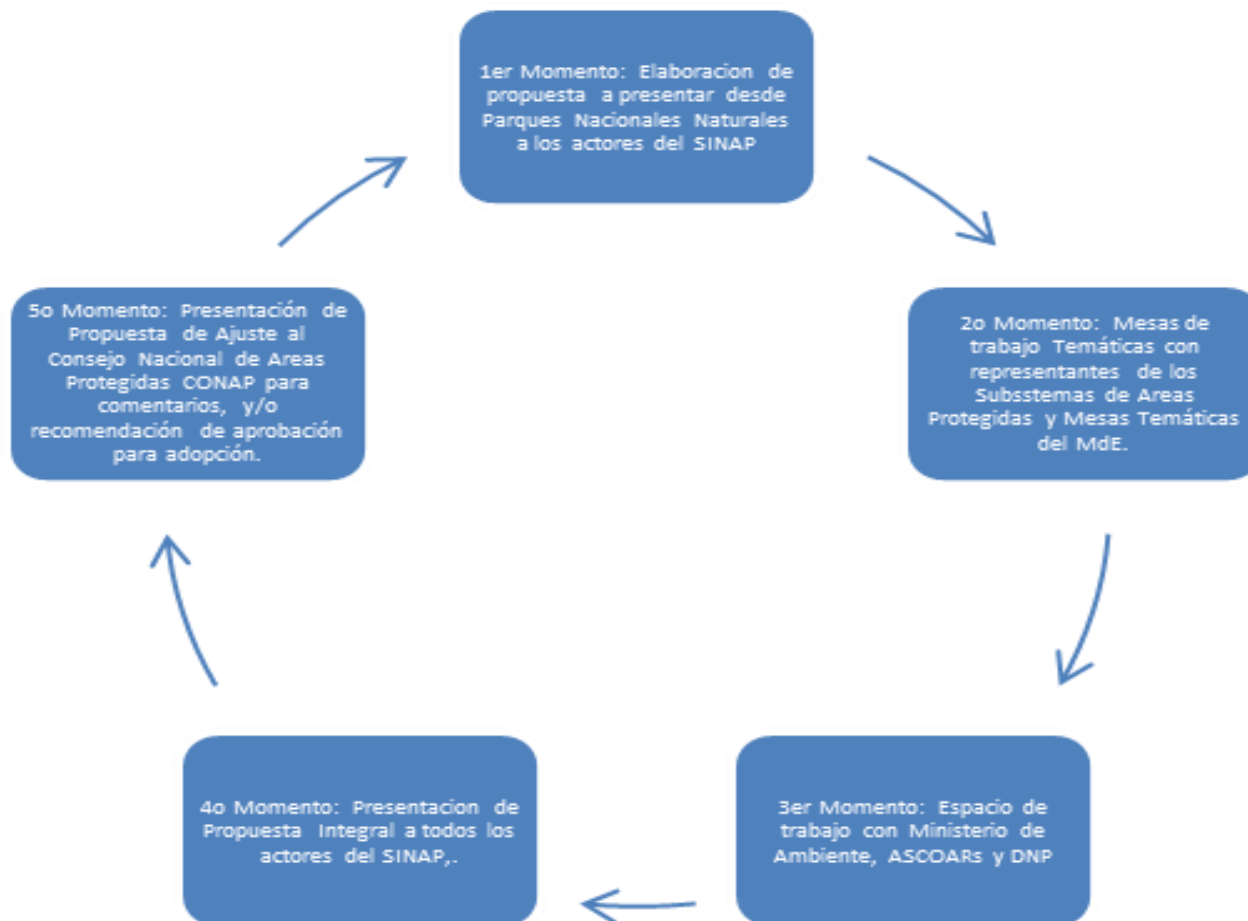 1er Momento: Elaboracion de
propuesta a presentar desde
Parques Nacionales Naturales
a los actores del SINAP
2o Momento: Mesas de
trabajo Temáticas con
representantes de los
Subsstemas de Areas
Protegidas y Mesas Temáticas
del MdE.
3er Momento: Espacio de
trabajo con Ministerio de
Ambiente, ASCOARs y DNP
4o Momento: Presentacion de
Propuesta Integral a todos los
actores del SINAP,.
5o Momento: Presentación de
Propuesta de Ajuste al
Consejo Nacional de Areas
Protegidas CONAP para
comentarios, y/o
recomendación de aprobación
para adopción.